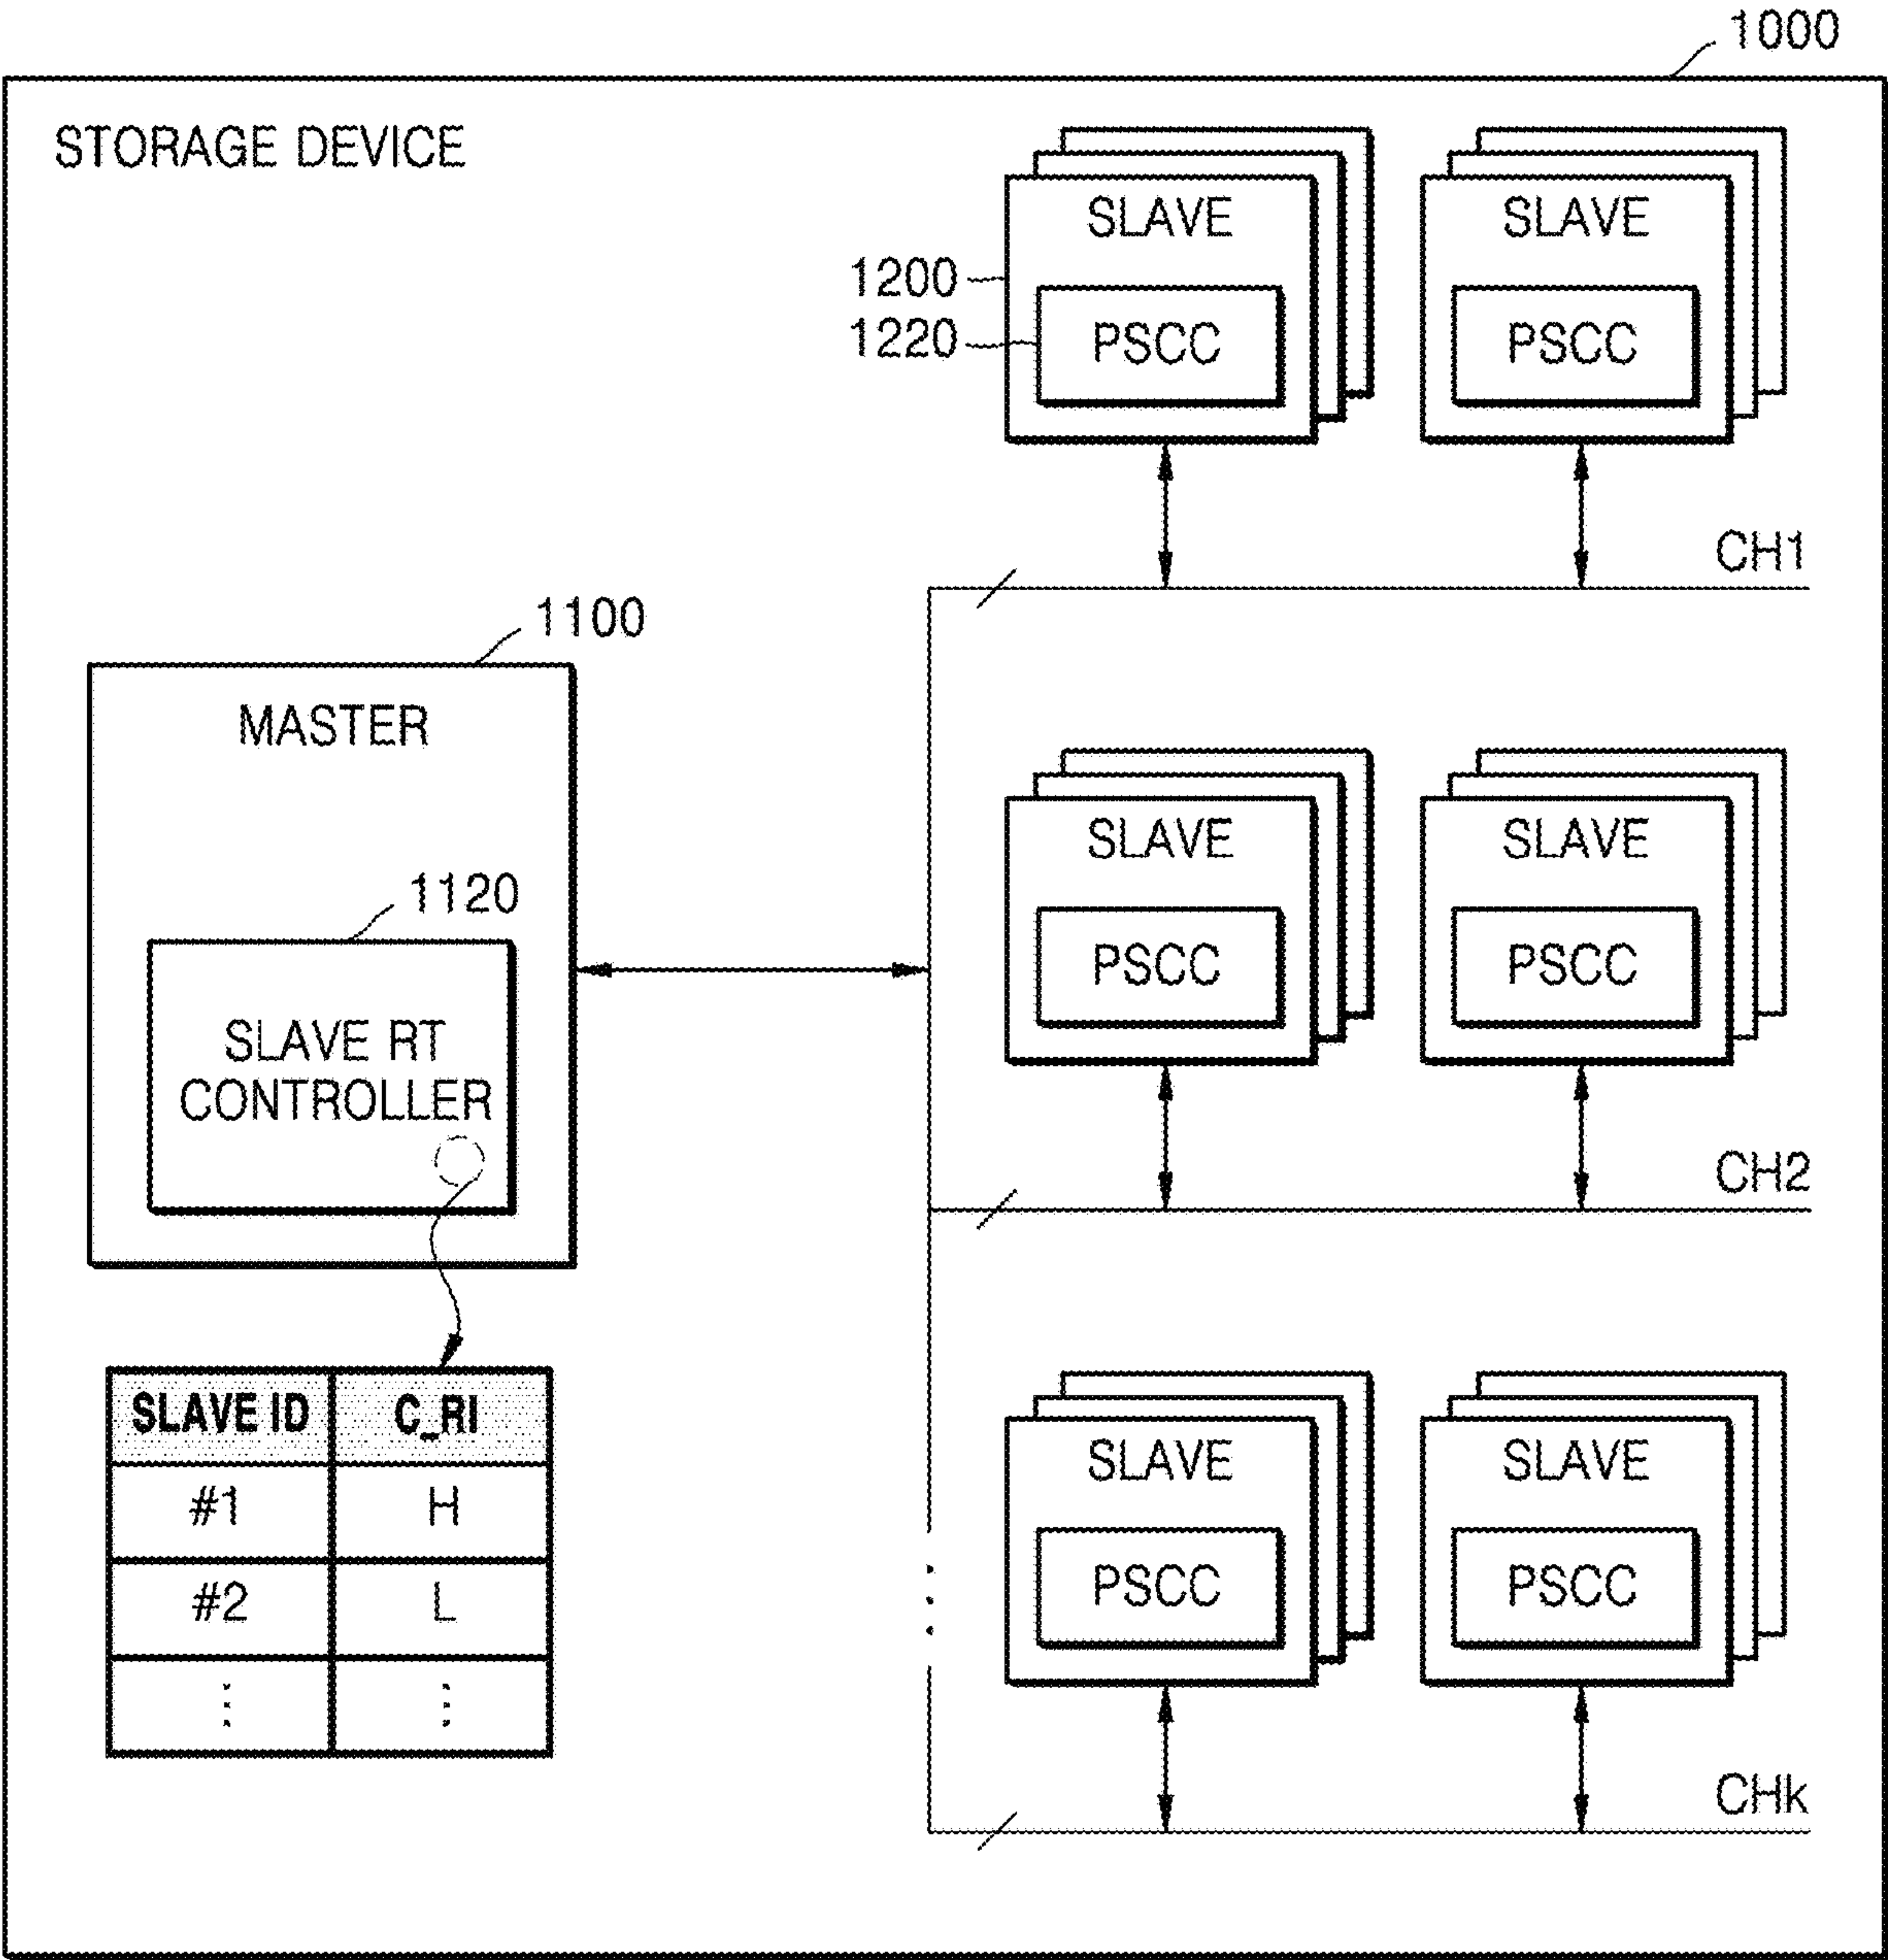 1000
STORAGE DEVICE
SLAVE
SLAVE
1200
1220
PSCC
PSCC
CH1
1100
MASTER
SLAVE
SLAVE
1120
PSCC
PSCC
SLAVE RT
CONTROLLER
CH2
SLAVE ID C_RI
#1 H
#2 L
⋮ ⋮
SLAVE
SLAVE
PSCC
PSCC
CHk